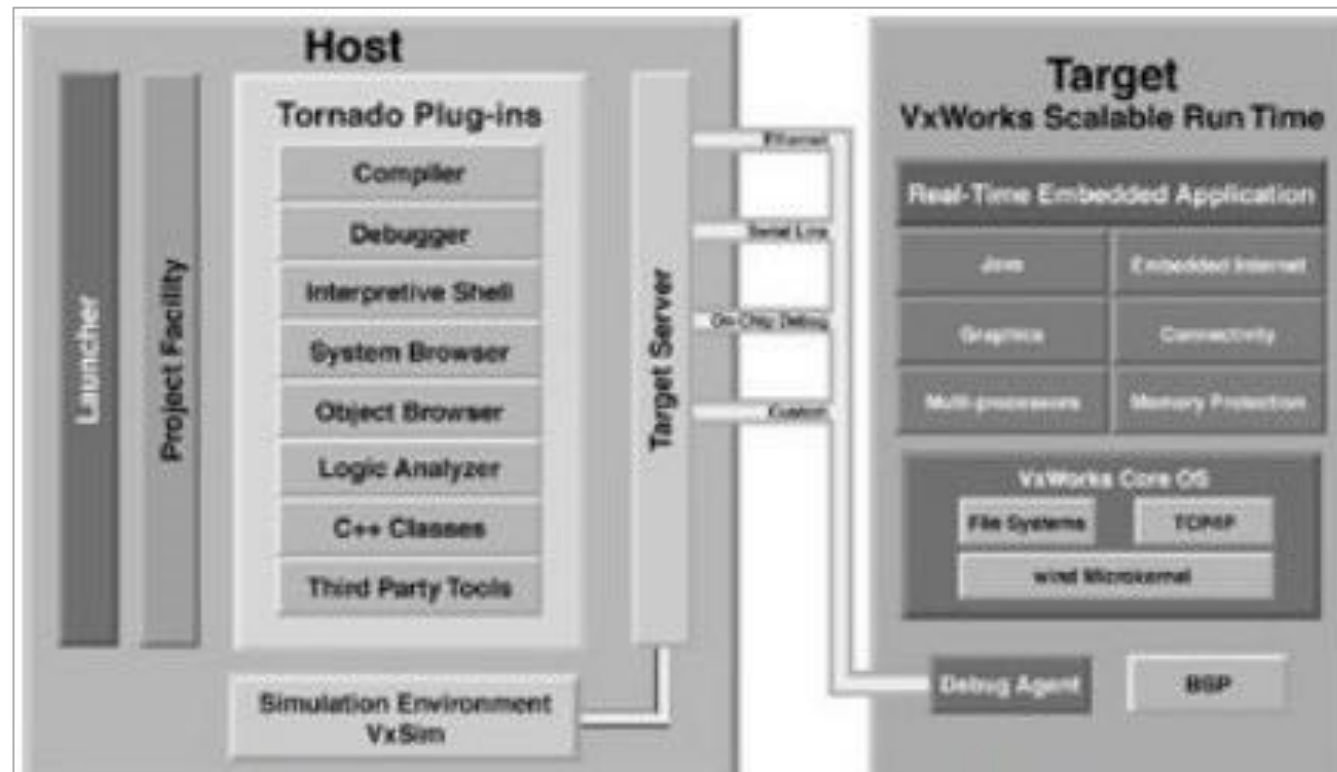 Host
Launcher
Project Facility
Tornado Plug-ins
Compiler
Debugger
Interpretive Shell
System Browser
Object Browser
Logic Analyzer
C++ Classes
Third Party Tools
Target Server
Simulation Environment
VxSim
Ethernet
Serial Line
On-Chip Debug
Custom
Target
VxWorks Scalable Run Time
Real-Time Embedded Application
Java
Embedded Internet
Graphics
Connectivity
Multi-processors
Memory Protection
VxWorks Core OS
File Systems
TCP/IP
wind Microkernel
Debug Agent
BSP